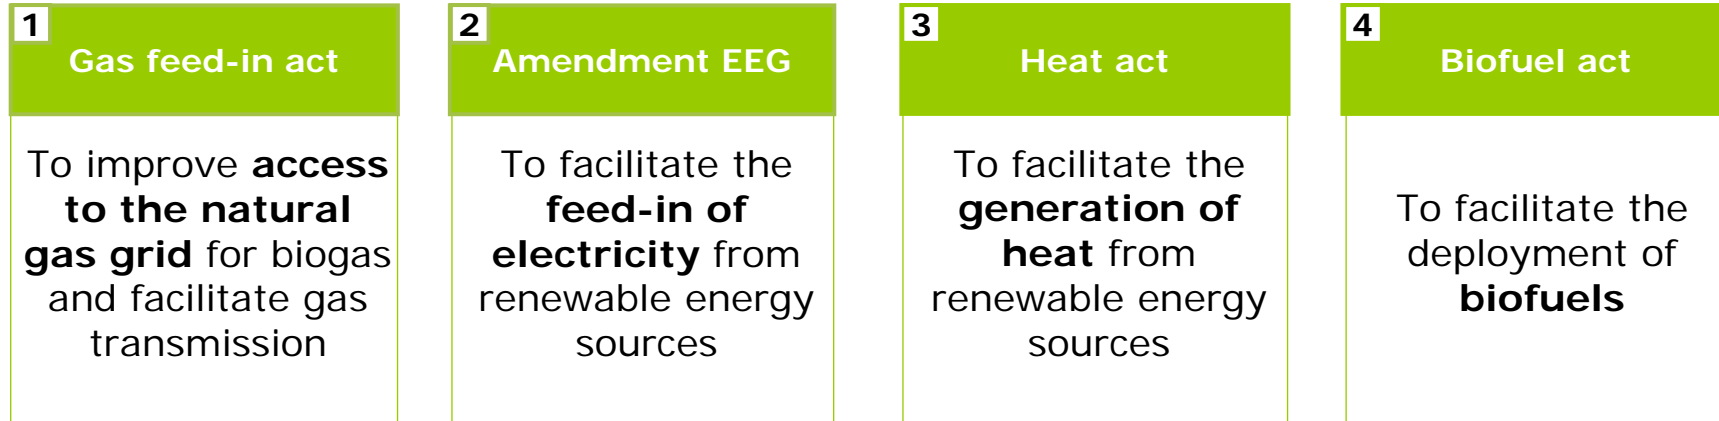 1
Gas feed-in act
To improve access
to the natural
gas grid for biogas
and facilitate gas
transmission
2
Amendment EEG
To facilitate the
feed-in of
electricity from
renewable energy
sources
3
Heat act
To facilitate the
generation of
heat from
renewable energy
sources
4
Biofuel act
To facilitate the
deployment of
biofuels